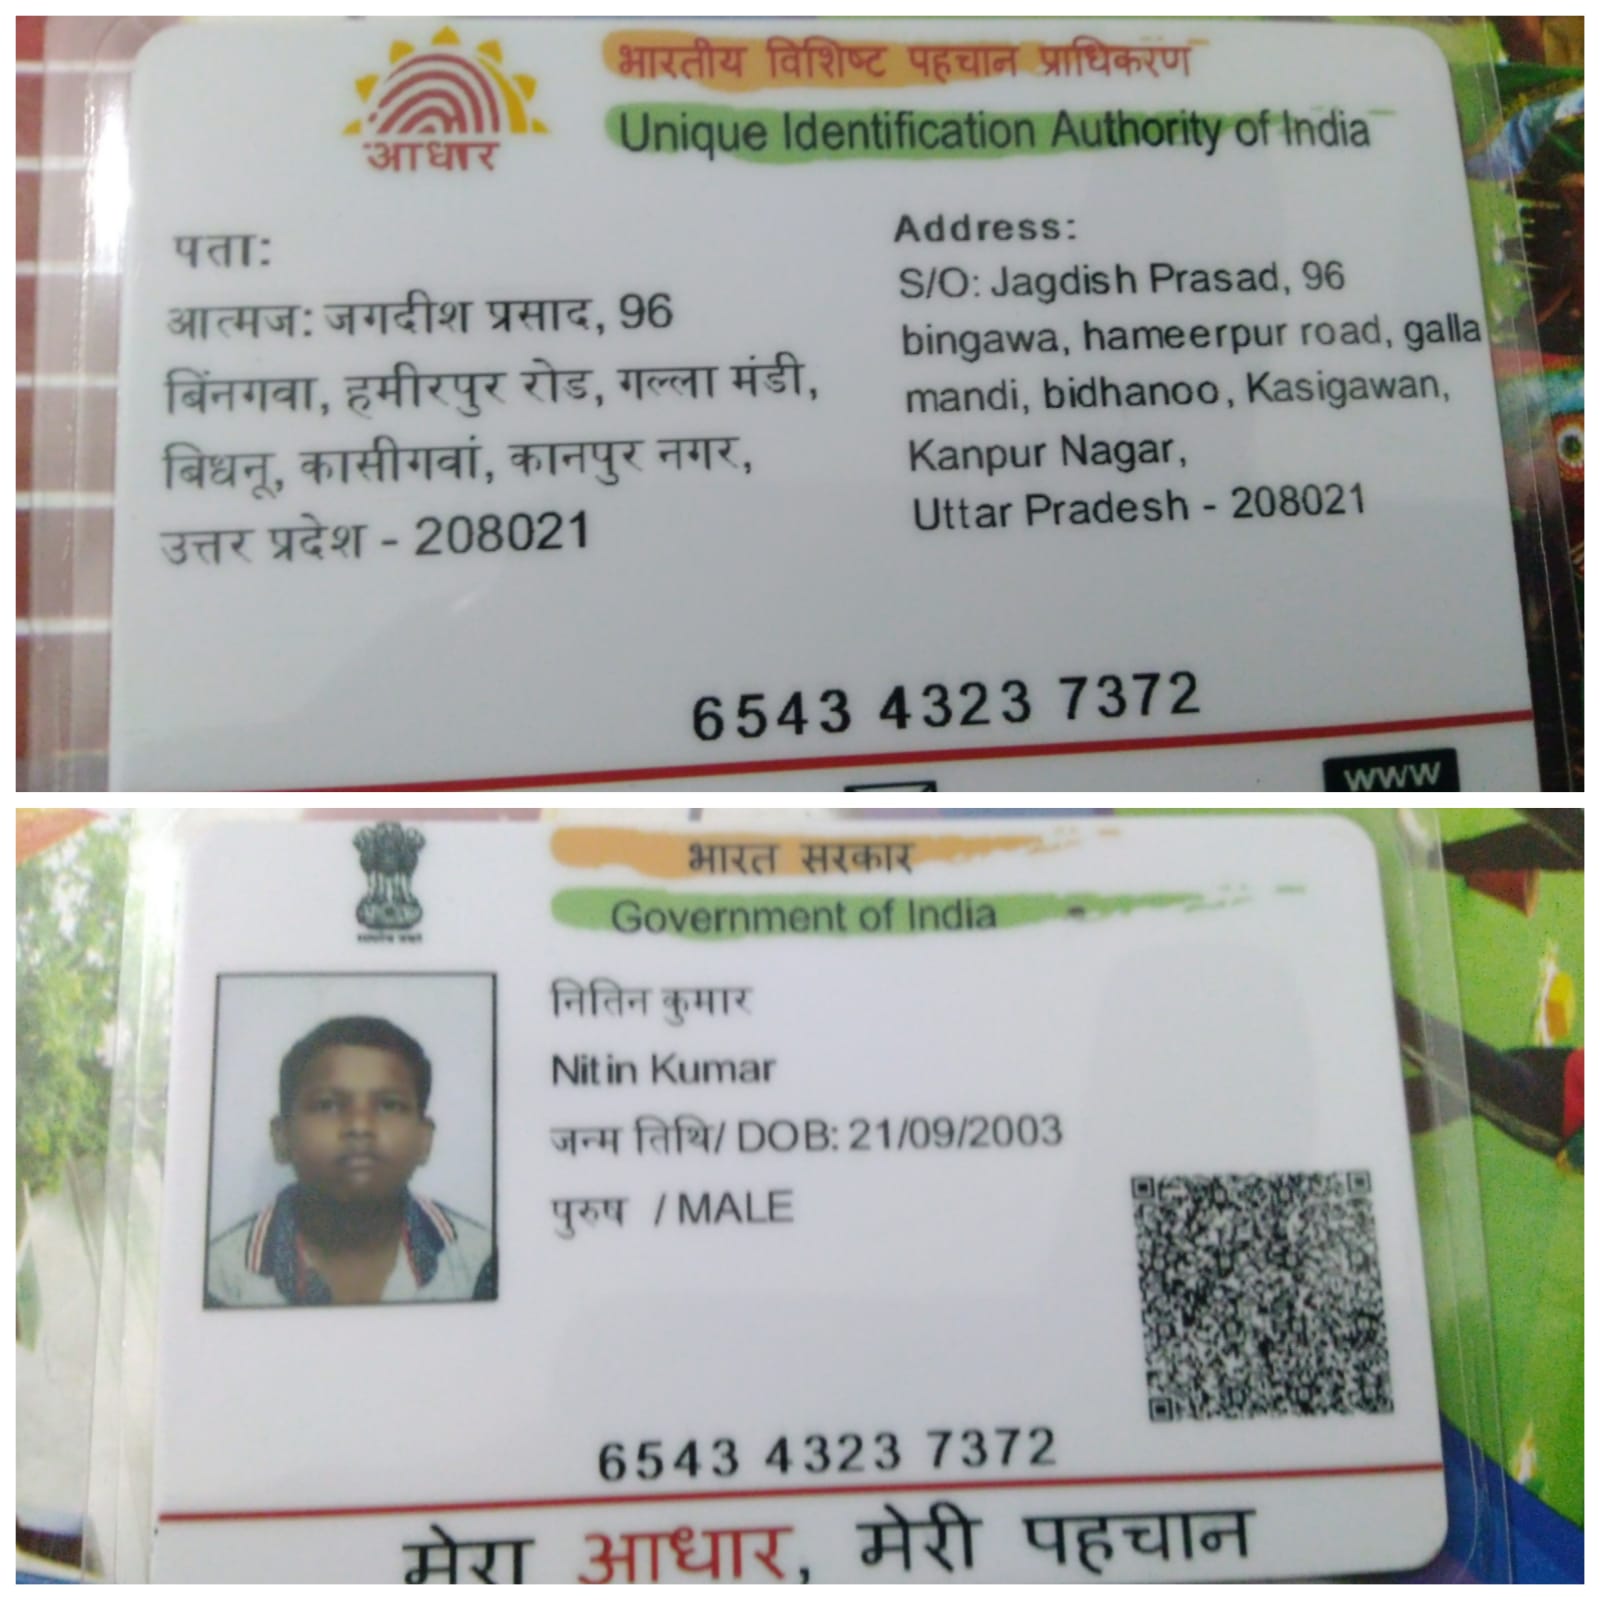 आधार
भारतीय विशिष्ट पहचान प्राधिकरण
Unique Identification Authority of India
पता:
आत्मज: जगदीश प्रसाद, 96
बिंनगवा, हमीरपुर रोड, गल्ला मंडी,
बिधनू, कासीगवां, कानपुर नगर,
उत्तर प्रदेश - 208021
Address:
S/O: Jagdish Prasad, 96
bingawa, hameerpur road, galla
mandi, bidhanoo, Kasigawan,
Kanpur Nagar,
Uttar Pradesh - 208021
6543 4323 7372
www
भारत सरकार
Government of India
नितिन कुमार
Nitin Kumar
जन्म तिथि/ DOB: 21/09/2003
पुरुष / MALE
6543 4323 7372
मेरा आधार, मेरी पहचान